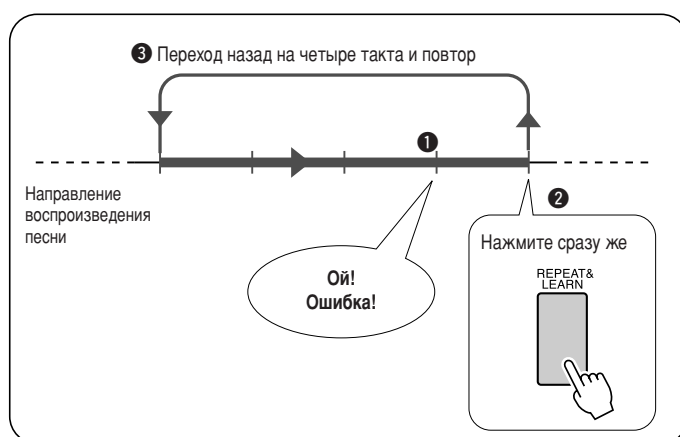 ❸ Переход назад на четыре такта и повтор
❶
Направление
воспроизведения
песни
❷
Нажмите сразу же
REPEAT&
LEARN
Ой!
Ошибка!